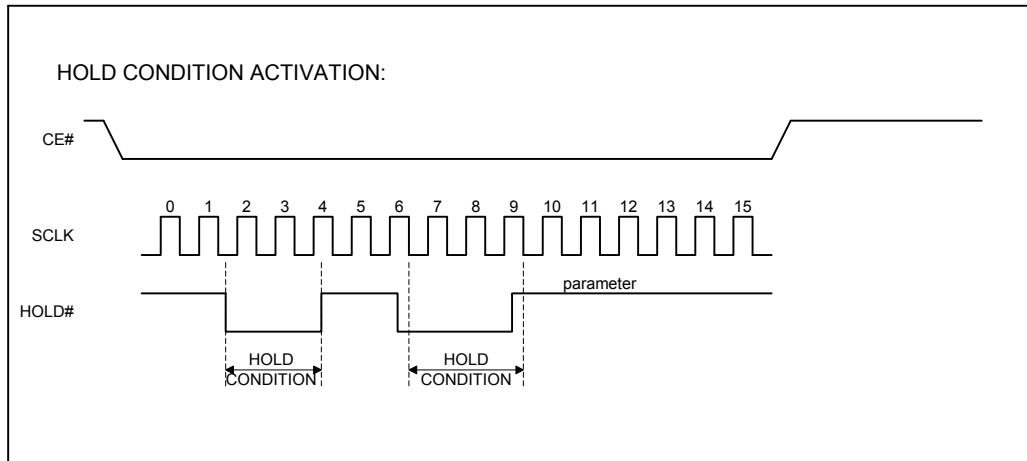 HOLD CONDITION ACTIVATION:
CE#
0 1 2 3 4 5 6 7 8 9 10 11 12 13 14 15
SCLK
parameter
HOLD#
HOLD HOLD
CONDITION CONDITION